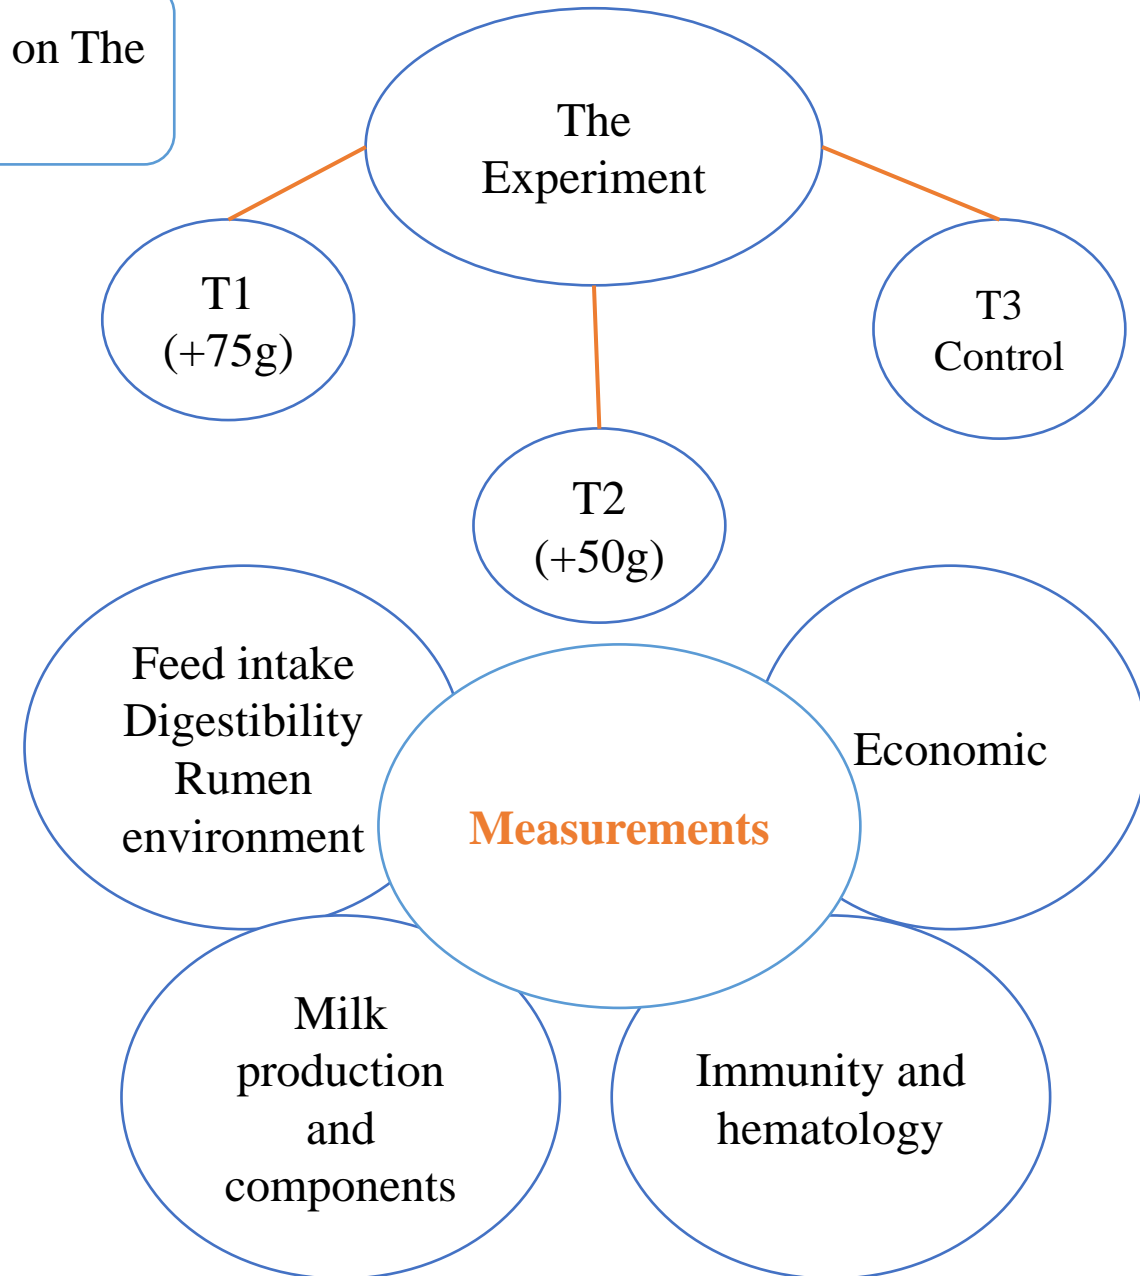 on The
The
Experiment
T1
(+75g)
T3
Control
T2
(+50g)
Feed intake
Digestibility
Rumen
environment
Economic
Measurements
Milk
production
and
components
Immunity and
hematology